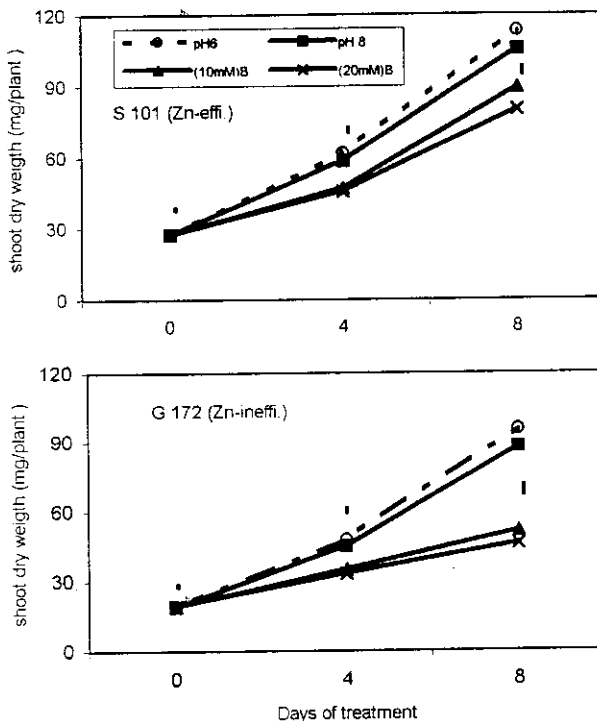 120
90
60
30
0
shoot dry weigth (mg/plant )
pH6
pH 8
(10mM)B
(20mM)B
S 101 (Zn-effi.)
0
4
8
120
90
60
30
0
shoot dry weigth (mg/plant )
G 172 (Zn-ineffi.)
0
4
8
Days of treatment